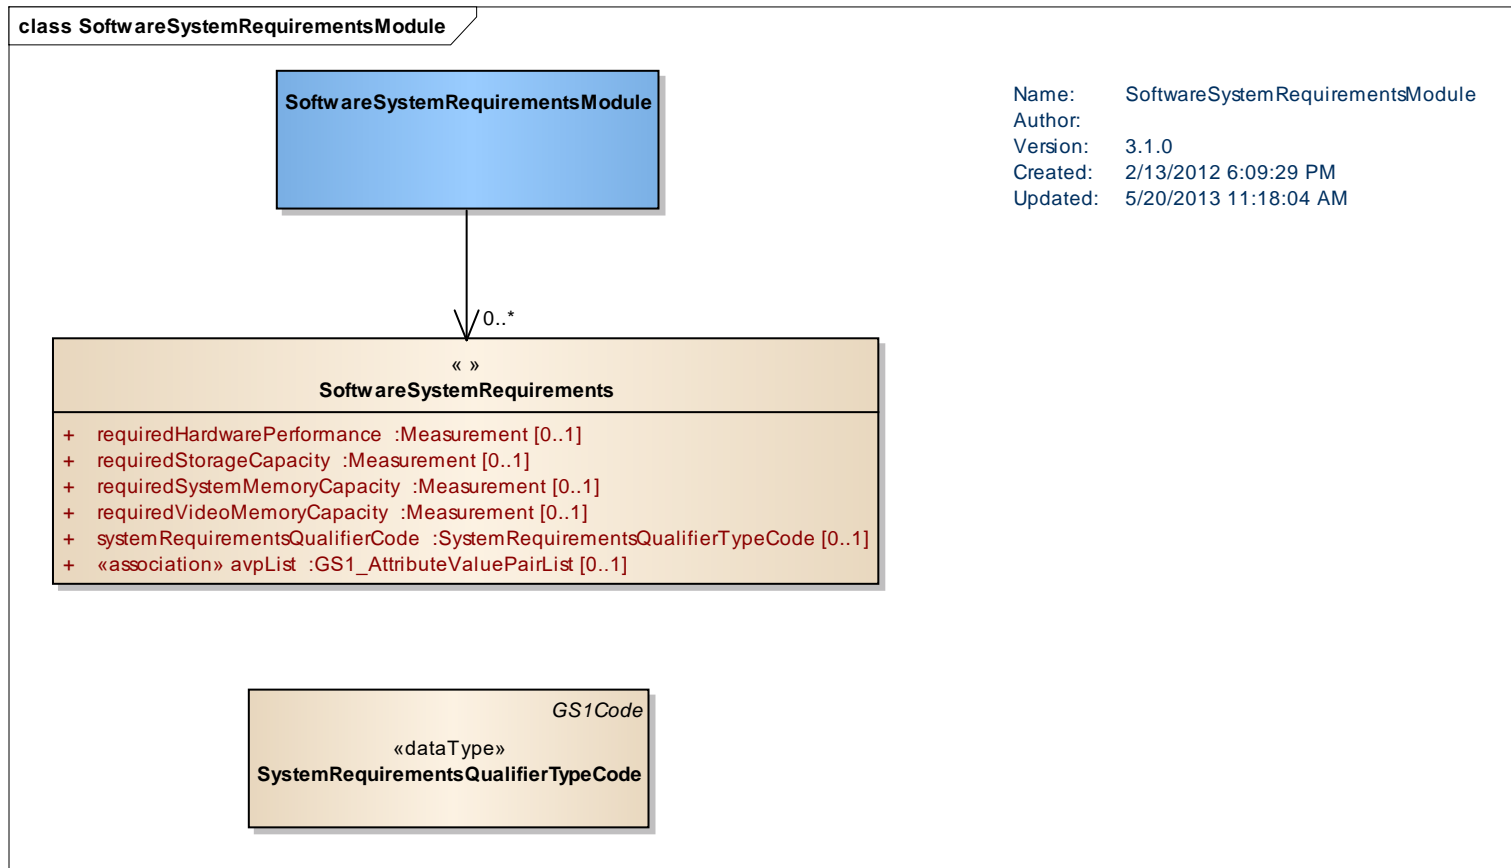 class SoftwareSystemRequirementsModule
SoftwareSystemRequirementsModule
Name: SoftwareSystemRequirementsModule
Author:
Version: 3.1.0
Created: 2/13/2012 6:09:29 PM
Updated: 5/20/2013 11:18:04 AM
0..*
« »
SoftwareSystemRequirements
+ requiredHardwarePerformance :Measurement [0..1]
+ requiredStorageCapacity :Measurement [0..1]
+ requiredSystemMemoryCapacity :Measurement [0..1]
+ requiredVideoMemoryCapacity :Measurement [0..1]
+ systemRequirementsQualifierCode :SystemRequirementsQualifierTypeCode [0..1]
+ «association» avpList :GS1_AttributeValuePairList [0..1]
GS1Code
«dataType»
SystemRequirementsQualifierTypeCode